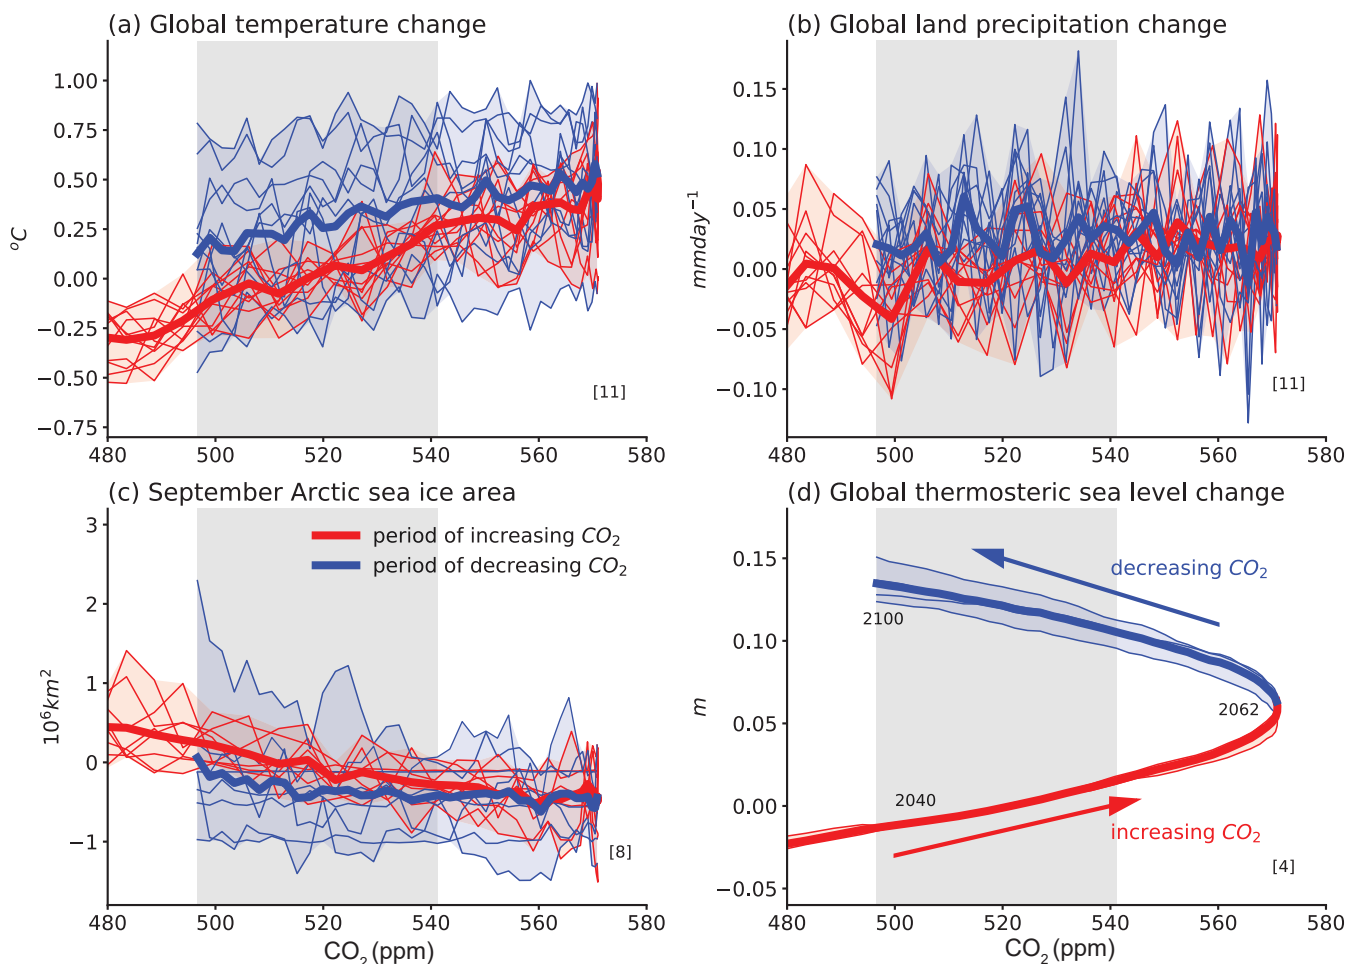 (a) Global temperature change
1.00
0.75
0.50
0.25
0.00
−0.25
−0.50
−0.75
°C
[11]
480 500 520 540 560 580
(b) Global land precipitation change
0.15
0.10
0.05
0.00
−0.05
−0.10
mmday⁻¹
[11]
480 500 520 540 560 580
(c) September Arctic sea ice area
3
2
1
0
−1
10⁶km²
period of increasing CO₂
period of decreasing CO₂
[8]
480 500 520 540 560 580
CO₂ (ppm)
(d) Global thermosteric sea level change
0.15
0.10
0.05
0.00
−0.05
m
decreasing CO₂
2100
2062
2040
increasing CO₂
[4]
480 500 520 540 560 580
CO₂ (ppm)